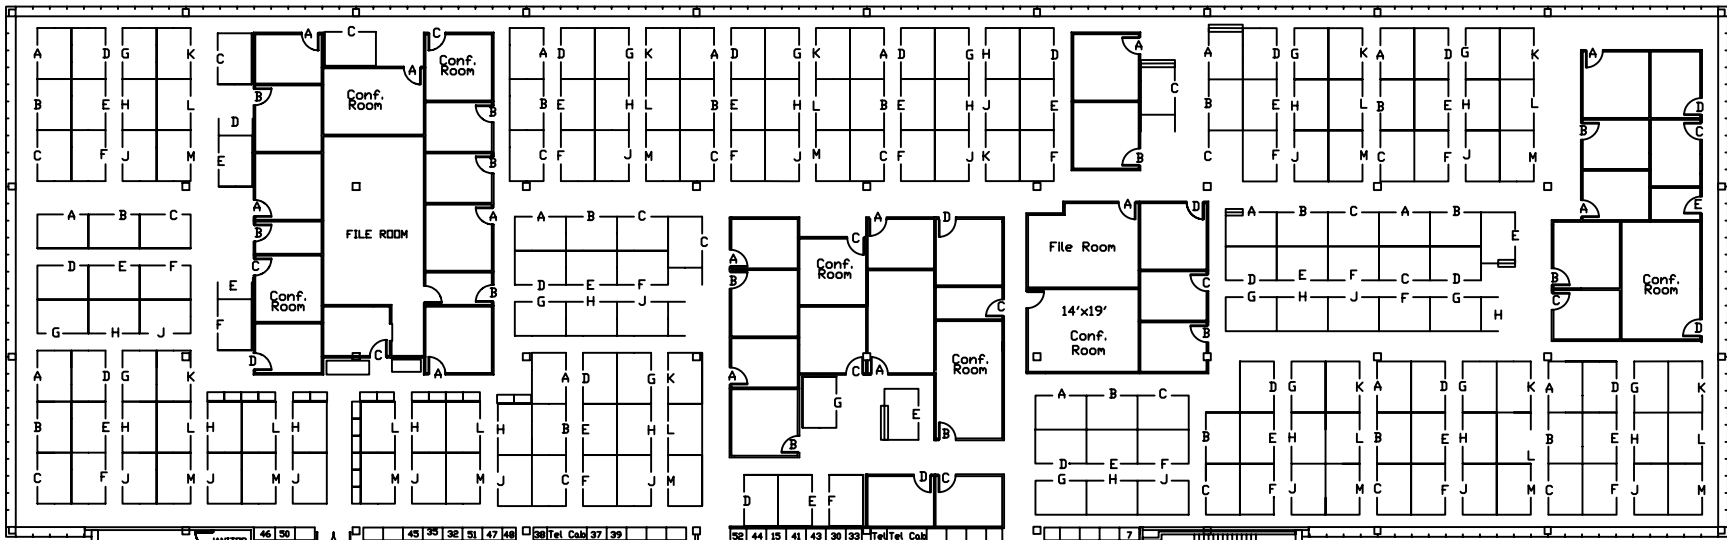 A D G K C A C A D G K A D G K A D G H D A C A D G K A D G K A
Conf.
Room
Conf.
Room
B E H L B D A B B E H L B E H L B E H J E C B E H L B E H L D
C F J M E B C F J M C F J M C F J K F B C F J M C F J M B C
A B C A A A B C C A D A D A B C A B E A E
FILE ROOM
File Room
D E F B C Conf.
Room
Conf.
Room
Conf.
Room
E B D E F A B C C D E F C D B
G H J F G H J G H J F G H C D
14'x19'
Conf.
Room
A D G K D C A A D G K A C A Conf.
Room
D G K A D G K A D G K
A B C
B E H L H L H L H L H B E H L G E B B B E H L B E H L B E H L
D E F
C F J M J M J M J M J C F J M D E F D C G H J C F J M C F J M C F J M
JANITOR 46 50 A 45 35 32 51 47 48 38 Tel Cab 37 39 52 44 15 41 43 30 33 Tel Tel Cab 7